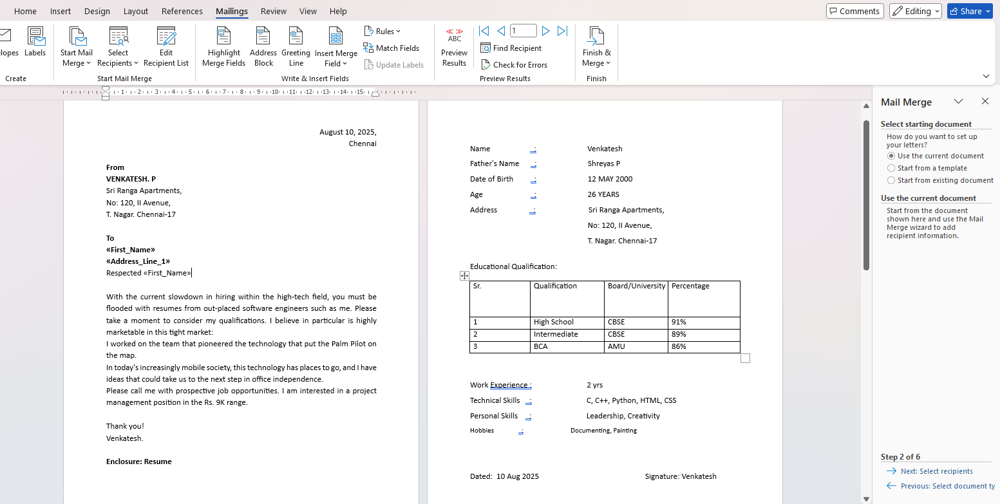 Home Insert Design Layout References Mailings Review View Help
Comments Editing Share
Labels
Start Mail Merge
Select Recipients
Edit Recipient List
Highlight Merge Fields
Address Block
Greeting Line
Insert Merge Field
Rules
Match Fields
Update Labels
ABC
Preview Results
1
Find Recipient
Check for Errors
Finish & Merge
Create
Start Mail Merge
Write & Insert Fields
Preview Results
Finish
1 2 3 4 5 6 7 8 9 10 11 12 13 14 15
August 10, 2025,
Chennai
From
VENKATESH. P
Sri Ranga Apartments,
No: 120, II Avenue,
T. Nagar. Chennai-17
To
«First_Name»
«Address_Line_1»
Respected «First_Name»
With the current slowdown in hiring within the high-tech field, you must be
flooded with resumes from out-placed software engineers such as me. Please
take a moment to consider my qualifications. I believe in particular is highly
marketable in this tight market:
I worked on the team that pioneered the technology that put the Palm Pilot on
the map.
In today's increasingly mobile society, this technology has places to go, and I have
ideas that could take us to the next step in office independence.
Please call me with prospective job opportunities. I am interested in a project
management position in the Rs. 9K range.
Thank you!
Venkatesh.
Enclosure: Resume
Name : Venkatesh
Father's Name : Shreyas P
Date of Birth : 12 MAY 2000
Age : 26 YEARS
Address : Sri Ranga Apartments,
No: 120, II Avenue,
T. Nagar. Chennai-17
Educational Qualification:
Sr. Qualification Board/University Percentage
1 High School CBSE 91%
2 Intermediate CBSE 89%
3 BCA AMU 86%
Work Experience : 2 yrs
Technical Skills : C, C++, Python, HTML, CSS
Personal Skills : Leadership, Creativity
Hobbies : Documenting, Painting
Dated: 10 Aug 2025 Signature: Venkatesh
Mail Merge
Select starting document
How do you want to set up
your letters?
Use the current document
Start from a template
Start from existing document
Use the current document
Start from the document
shown here and use the Mail
Merge wizard to add
recipient information.
Step 2 of 6
Next: Select recipients
Previous: Select document ty